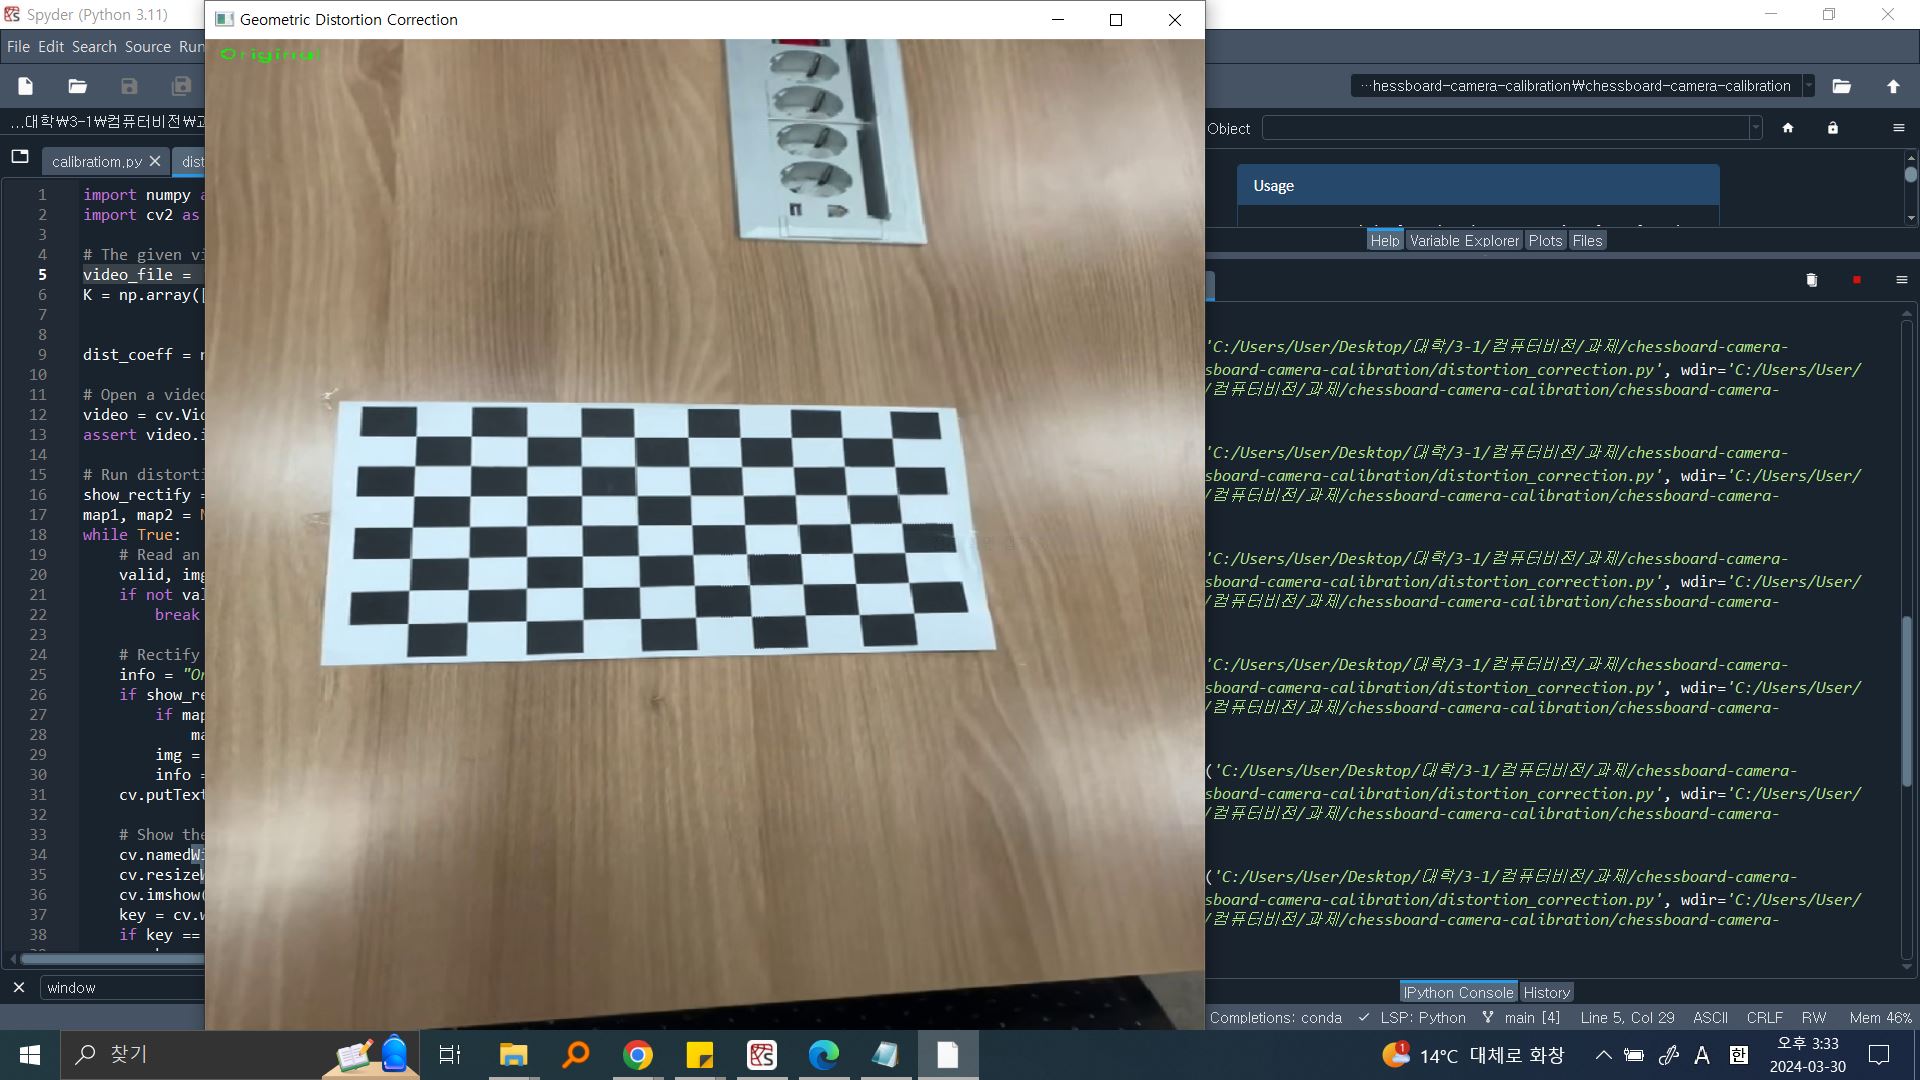 Spyder (Python 3.11)
Geometric Distortion Correction
File Edit Search Source Run
Original
…hessboard-camera-calibration￦chessboard-camera-calibration
...대학￦3-1￦컴퓨터비전￦고
Object
calibratiom.py
dist
Usage
Help Variable Explorer Plots Files
1 import numpy a
2 import cv2 as
3
4 # The given vi
5 video_file =
6 K = np.array([
7
8
9 dist_coeff = n
10
11 # Open a video
12 video = cv.Vid
13 assert video.i
14
15 # Run distorti
16 show_rectify =
17 map1, map2 = N
18 while True:
19 # Read an
20 valid, img
21 if not val
22 break
23
24 # Rectify
25 info = "Or
26 if show_re
27 if map
28 ma
29 img =
30 info =
31 cv.putText
32
33 # Show the
34 cv.namedWi
35 cv.resizeW
36 cv.imshow(
37 key = cv.w
38 if key ==
window
'C:/Users/User/Desktop/대학/3-1/컴퓨터비전/과제/chessboard-camera-
sboard-camera-calibration/distortion_correction.py', wdir='C:/Users/User/
/컴퓨터비전/과제/chessboard-camera-calibration/chessboard-camera-
'C:/Users/User/Desktop/대학/3-1/컴퓨터비전/과제/chessboard-camera-
sboard-camera-calibration/distortion_correction.py', wdir='C:/Users/User/
/컴퓨터비전/과제/chessboard-camera-calibration/chessboard-camera-
'C:/Users/User/Desktop/대학/3-1/컴퓨터비전/과제/chessboard-camera-
sboard-camera-calibration/distortion_correction.py', wdir='C:/Users/User/
/컴퓨터비전/과제/chessboard-camera-calibration/chessboard-camera-
'C:/Users/User/Desktop/대학/3-1/컴퓨터비전/과제/chessboard-camera-
sboard-camera-calibration/distortion_correction.py', wdir='C:/Users/User/
/컴퓨터비전/과제/chessboard-camera-calibration/chessboard-camera-
('C:/Users/User/Desktop/대학/3-1/컴퓨터비전/과제/chessboard-camera-
sboard-camera-calibration/distortion_correction.py', wdir='C:/Users/User/
/컴퓨터비전/과제/chessboard-camera-calibration/chessboard-camera-
('C:/Users/User/Desktop/대학/3-1/컴퓨터비전/과제/chessboard-camera-
sboard-camera-calibration/distortion_correction.py', wdir='C:/Users/User/
/컴퓨터비전/과제/chessboard-camera-calibration/chessboard-camera-
IPython Console History
Completions: conda ✓ LSP: Python main [4] Line 5, Col 29 ASCII CRLF RW Mem 46%
찾기
1 14°C 대체로 화창 A 한 오후 3:33
2024-03-30